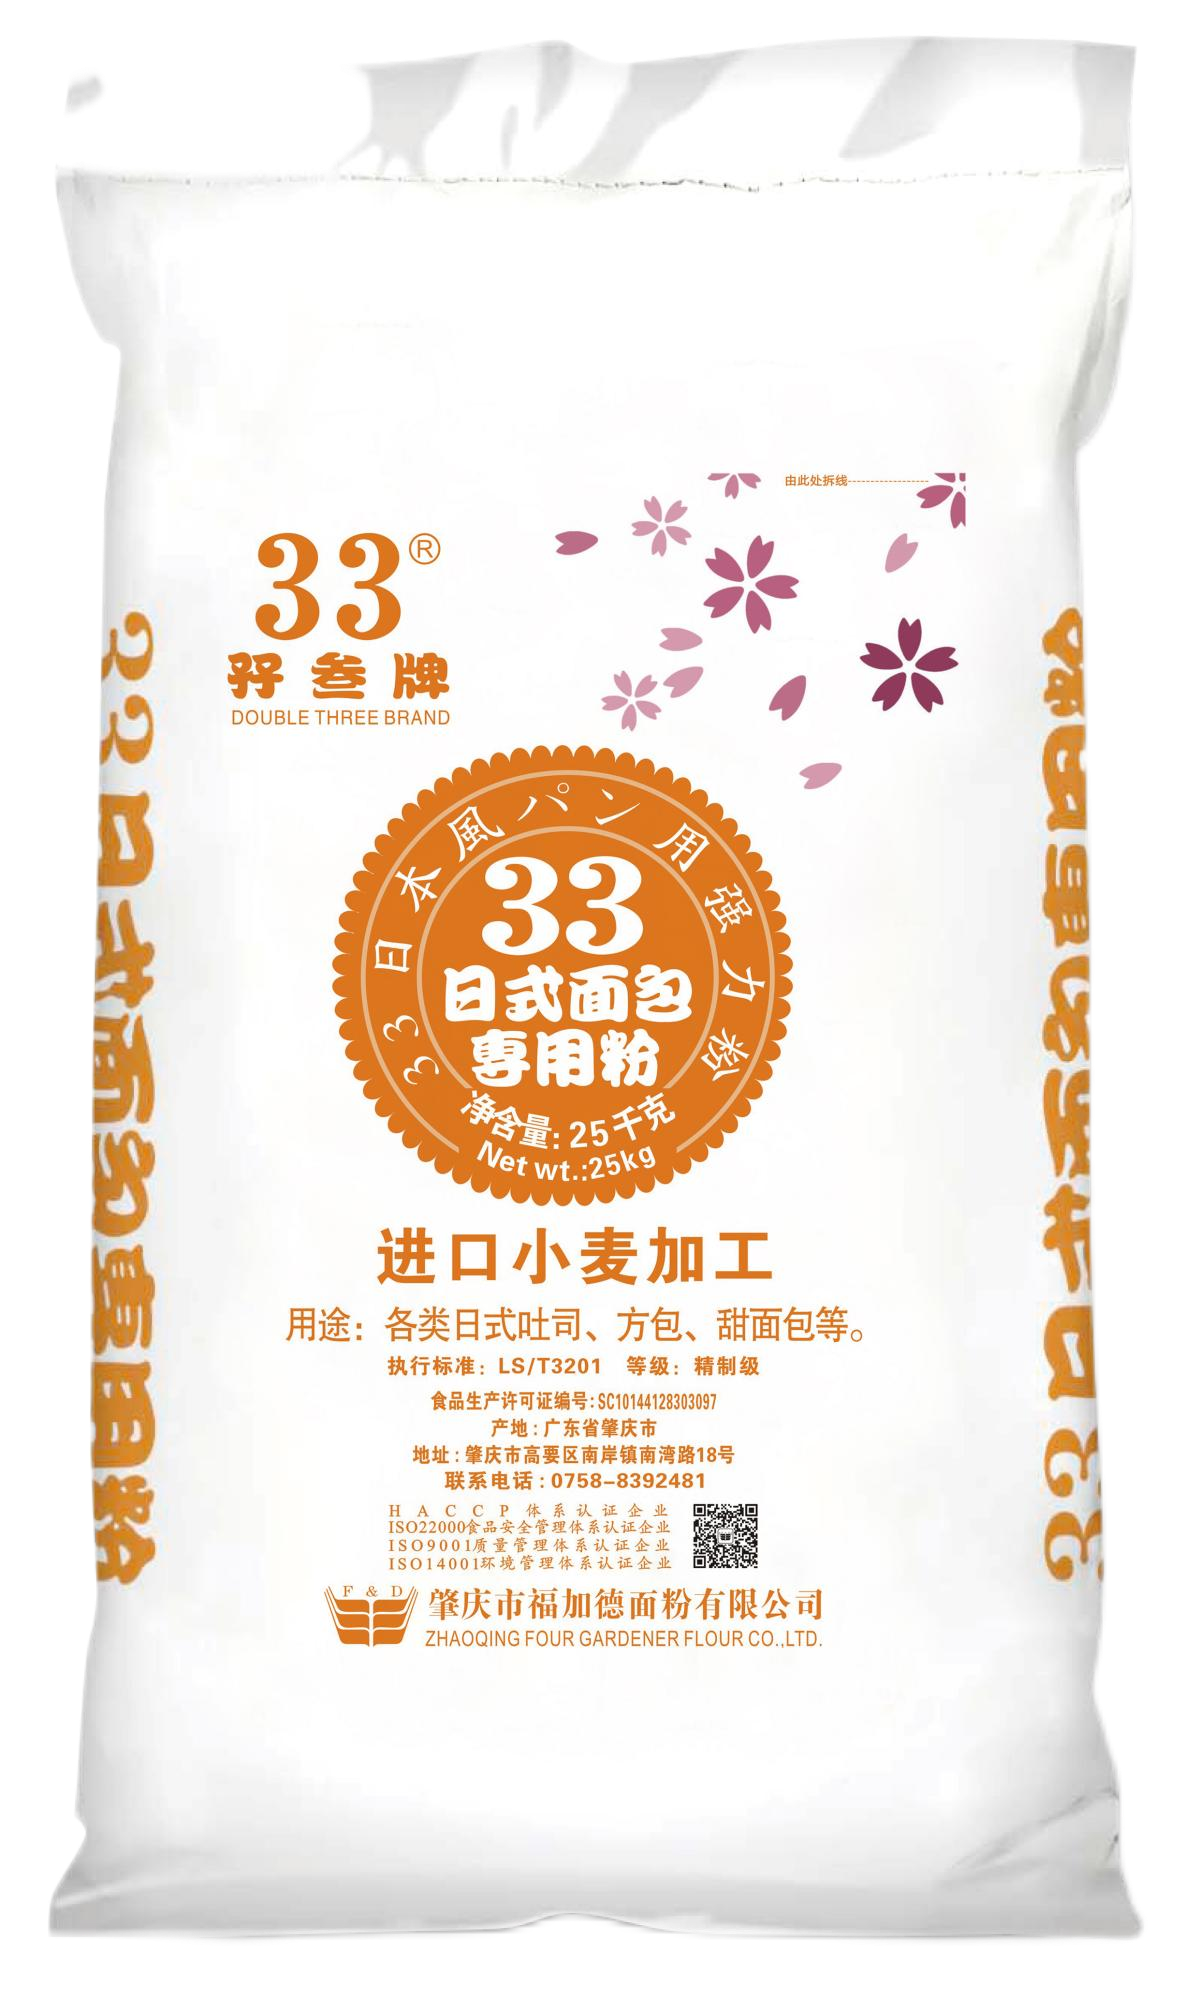 由此处拆线
33®
孖叁牌
DOUBLE THREE BRAND
33 日本風パン用强力粉
33
日式面包
專用粉
净含量: 25千克
Net wt.:25kg
进口小麦加工
用途：各类日式吐司、方包、甜面包等。
执行标准：LS/T3201 等级：精制级
食品生产许可证编号:SC10144128303097
产地:广东省肇庆市
地址:肇庆市高要区南岸镇南湾路18号
联系电话:0758-8392481
HACCP体系认证企业
ISO22000食品安全管理体系认证企业
ISO9001质量管理体系认证企业
ISO14001环境管理体系认证企业
F & D
肇庆市福加德面粉有限公司
ZHAOQING FOUR GARDENER FLOUR CO.,LTD.
33日式面包專用粉
33日式面包專用粉